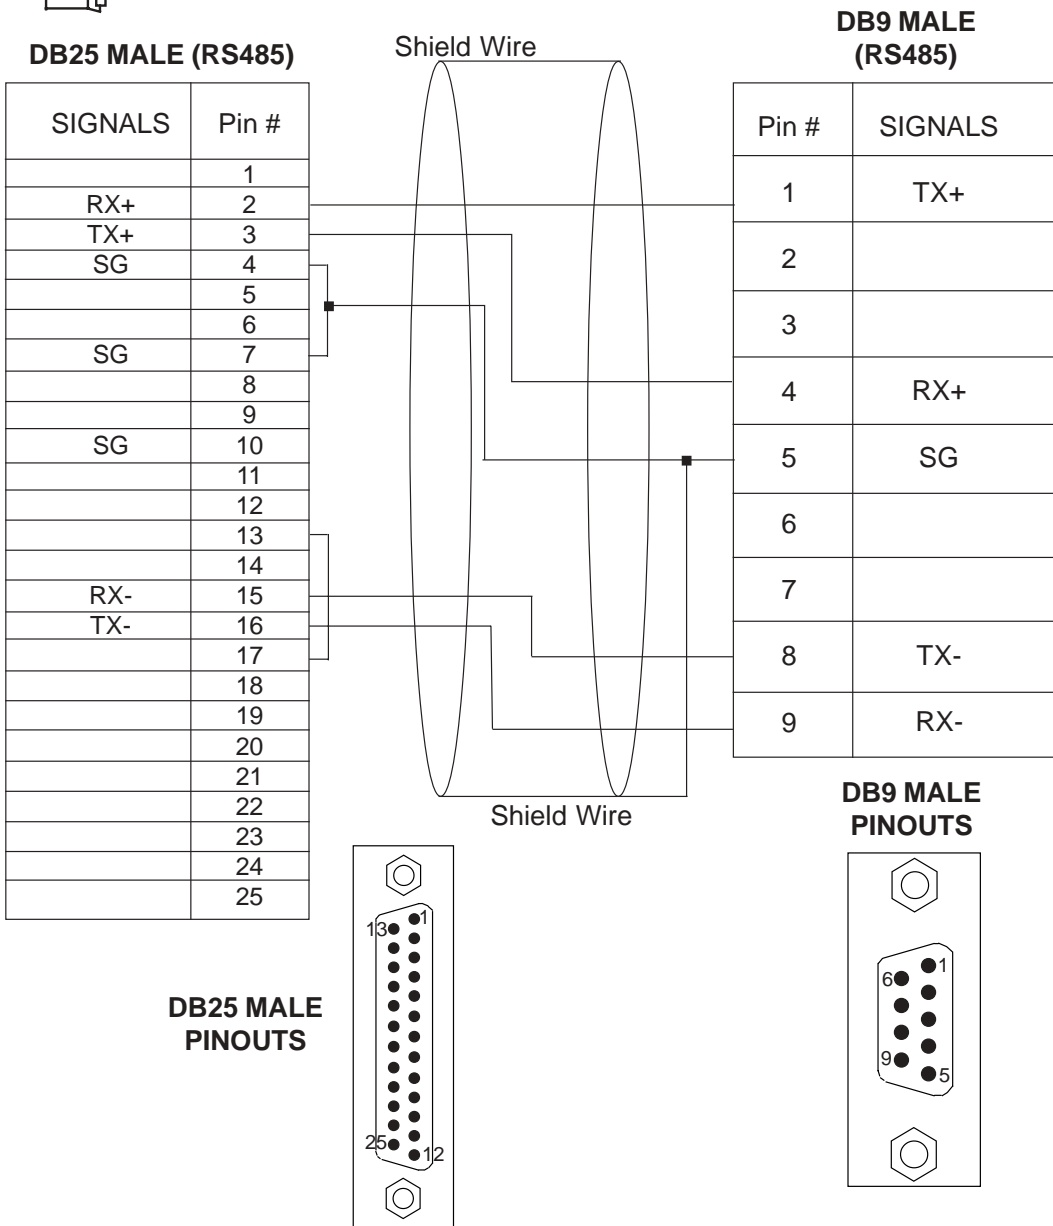 DB25 MALE (RS485)
Shield Wire
DB9 MALE
(RS485)
SIGNALS Pin #
1
RX+ 2
TX+ 3
SG 4
5
6
SG 7
8
9
SG 10
11
12
13
14
RX- 15
TX- 16
17
18
19
20
21
22
23
24
25
Pin # SIGNALS
1 TX+
2
3
4 RX+
5 SG
6
7
8 TX-
9 RX-
Shield Wire
DB25 MALE
PINOUTS
13 1
25 12
DB9 MALE
PINOUTS
6 1
9 5